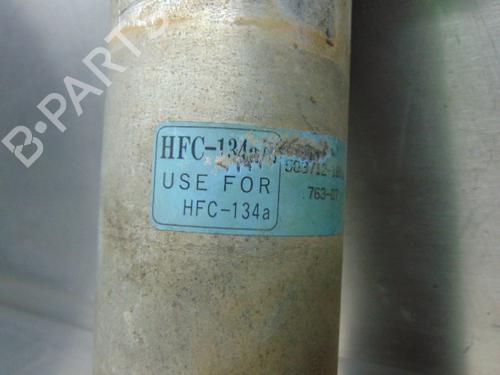 B-PARTS
HFC-134a
USE FOR
HFC-134a
763-07